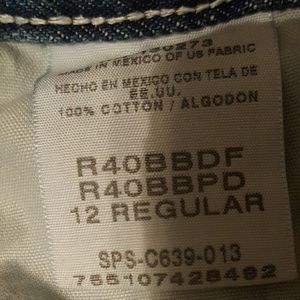 MADE IN MEXICO OF US FABRIC
HECHO EN MEXICO CON TELA DE
EE.UU.
100% COTTON / ALGODON
R40BBDF
R40BBPD
12 REGULAR
SPS-C639-013
755107428492